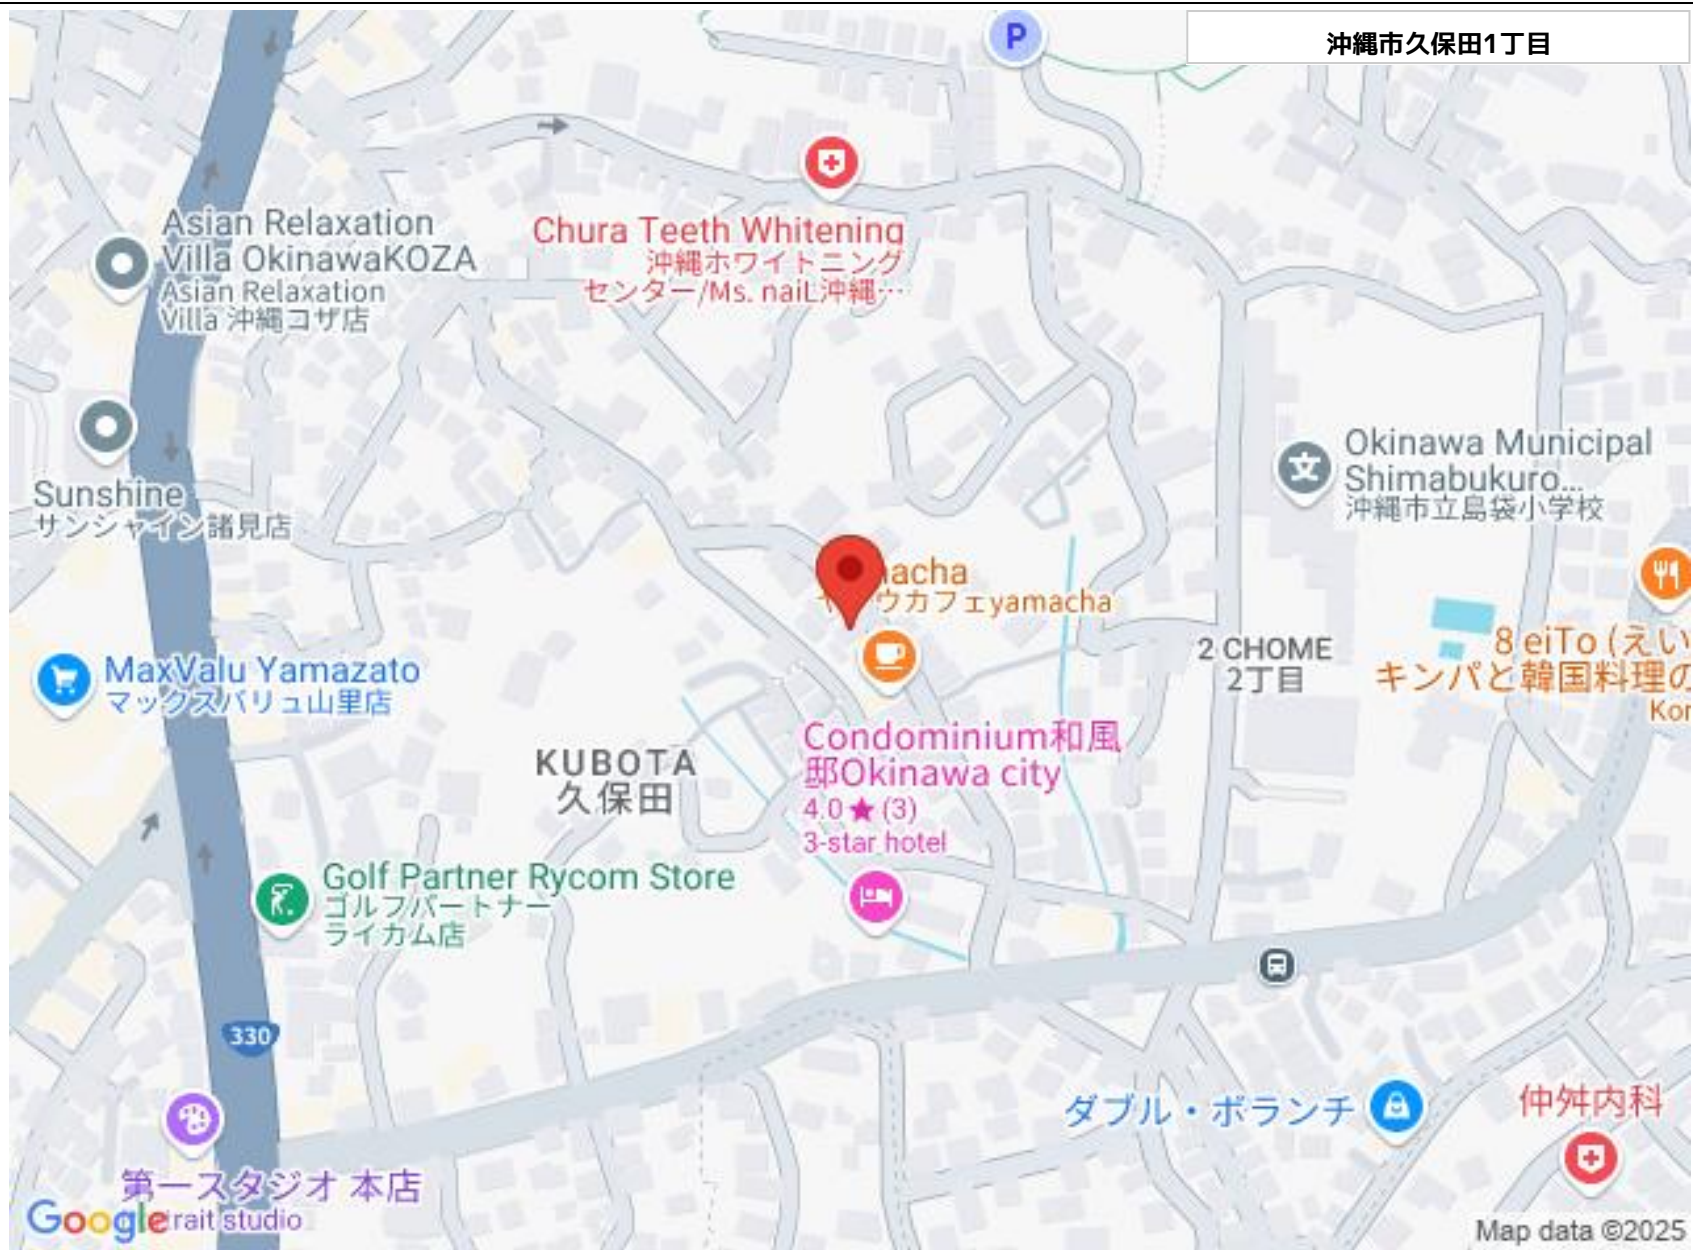 沖縄市久保田1丁目
P
Asian Relaxation
Villa OkinawaKOZA
Asian Relaxation
Villa 沖縄コザ店
Chura Teeth Whitening
沖縄ホワイトニング
センター/Ms. naiL沖縄…
Okinawa Municipal
Shimabukuro...
沖縄市立島袋小学校
Sunshine
サンシャイン諸見店
macha
ウカフェyamacha
2 CHOME
2丁目
8 eiTo (えい
キンパと韓国料理の
Kor
MaxValu Yamazato
マックスバリュ山里店
Condominium和風
邸Okinawa city
4.0 ★ (3)
3-star hotel
KUBOTA
久保田
Golf Partner Rycom Store
ゴルフパートナー
ライカム店
330
ダブル・ボランチ
仲舛内科
第一スタジオ 本店
trait studio
Google
Map data ©2025